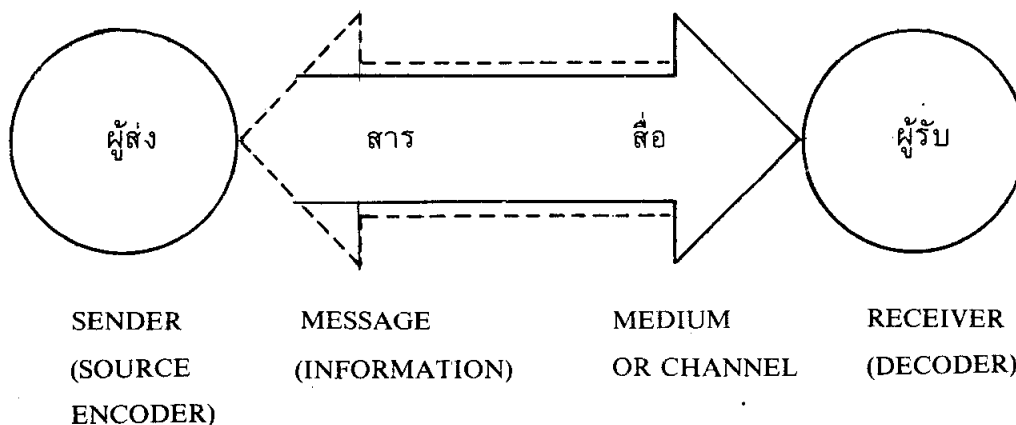 ผู้ส่ง สาร สื่อ ผู้รับ
SENDER MESSAGE MEDIUM RECEIVER
(SOURCE (INFORMATION) OR CHANNEL (DECODER)
ENCODER)